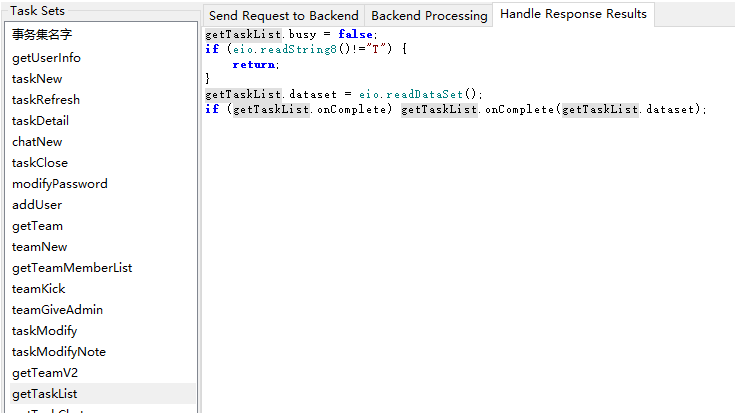 Task Sets
事务集名字
getUserInfo
taskNew
taskRefresh
taskDetail
chatNew
taskClose
modifyPassword
addUser
getTeam
teamNew
getTeamMemberList
teamKick
teamGiveAdmin
taskModify
taskModifyNote
getTeamV2
getTaskList
Send Request to Backend
Backend Processing
Handle Response Results
getTaskList.busy = false;
if (eio.readString8()!="T") {
return;
}
getTaskList.dataset = eio.readDataSet();
if (getTaskList.onComplete) getTaskList.onComplete(getTaskList.dataset);